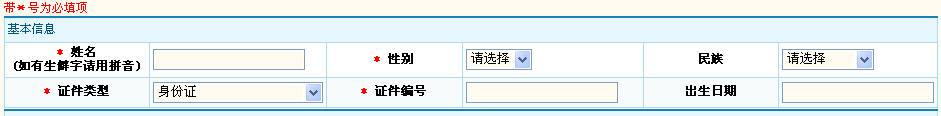 带*号为必填项
基本信息
* 姓名
(如有生僻字请用拼音)
* 性别
请选择
民族
请选择
* 证件类型
身份证
* 证件编号
出生日期